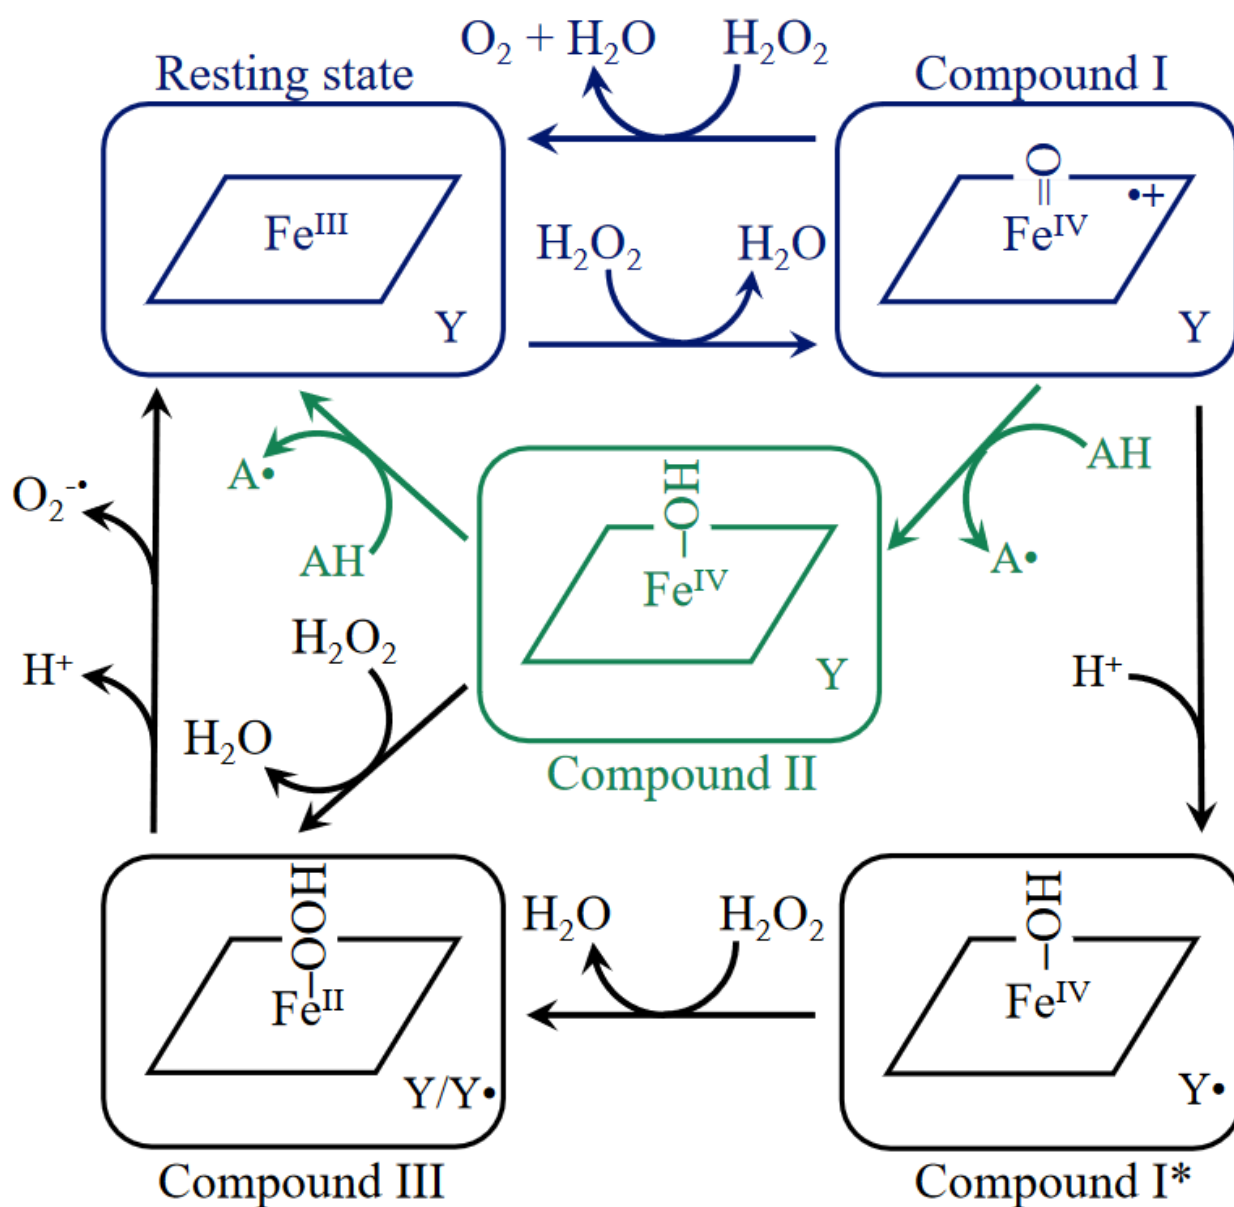 O₂ + H₂O
H₂O₂
Resting state
Compound I
Feᴵᴵᴵ
Y
H₂O₂
H₂O
O
=
Feᴵⱽ
•+
Y
A•
AH
AH
A•
OH
–
Feᴵⱽ
Y
Compound II
O₂⁻•
H⁺
H₂O₂
H₂O
H⁺
OOH
–
Feᴵᴵ
Y/Y•
Compound III
H₂O
H₂O₂
OH
–
Feᴵⱽ
Y•
Compound I*